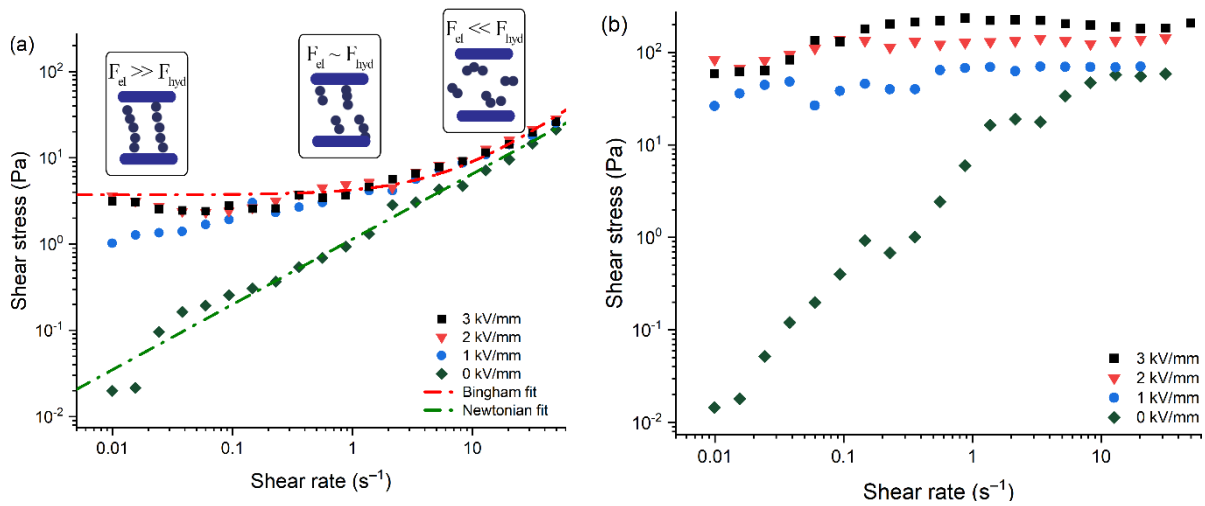 (a)
F_el >> F_hyd
F_el ~ F_hyd
F_el << F_hyd
Shear stress (Pa)
10^2
10^1
10^0
10^-1
10^-2
3 kV/mm
2 kV/mm
1 kV/mm
0 kV/mm
Bingham fit
Newtonian fit
0.01
0.1
1
10
Shear rate (s⁻¹)
(b)
Shear stress (Pa)
10^2
10^1
10^0
10^-1
10^-2
3 kV/mm
2 kV/mm
1 kV/mm
0 kV/mm
0.01
0.1
1
10
Shear rate (s⁻¹)